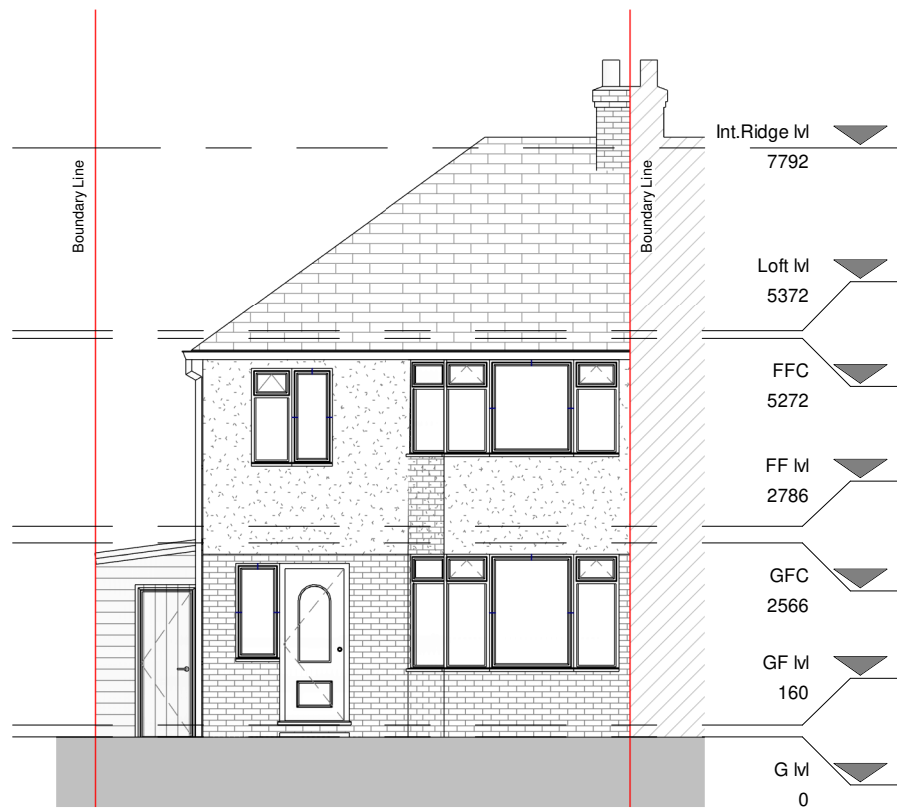 Int.Ridge lvl
7792
Boundary Line
Boundary Line
Loft lvl
5372
FFC
5272
FF lvl
2786
GFC
2566
GF lvl
160
G lvl
0